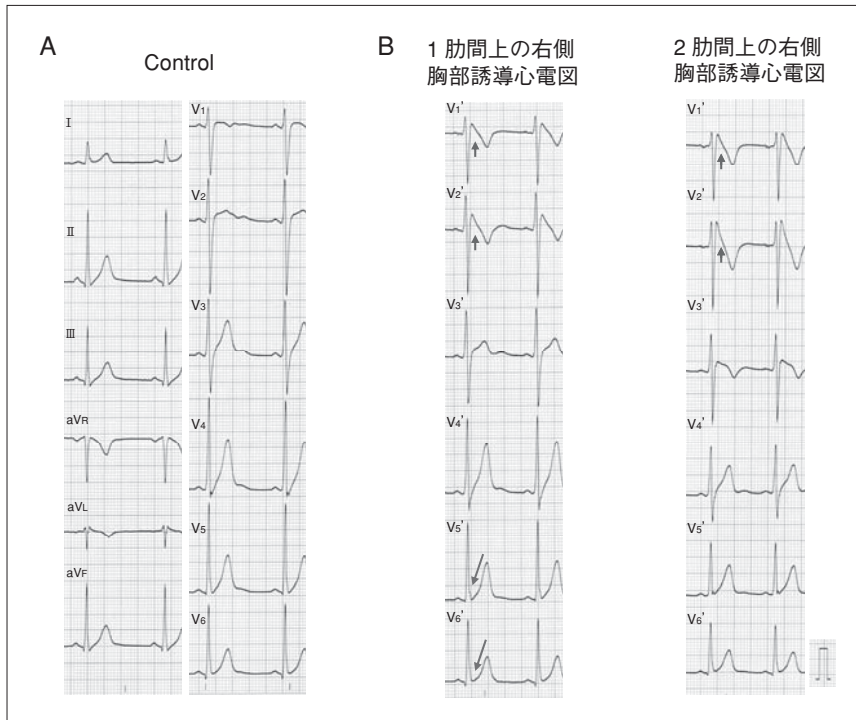 A
Control
I
II
III
aVR
aVL
aVF
V1
V2
V3
V4
V5
V6
B
1 肋間上の右側
胸部誘導心電図
V1'
V2'
V3'
V4'
V5'
V6'
2 肋間上の右側
胸部誘導心電図
V1'
V2'
V3'
V4'
V5'
V6'